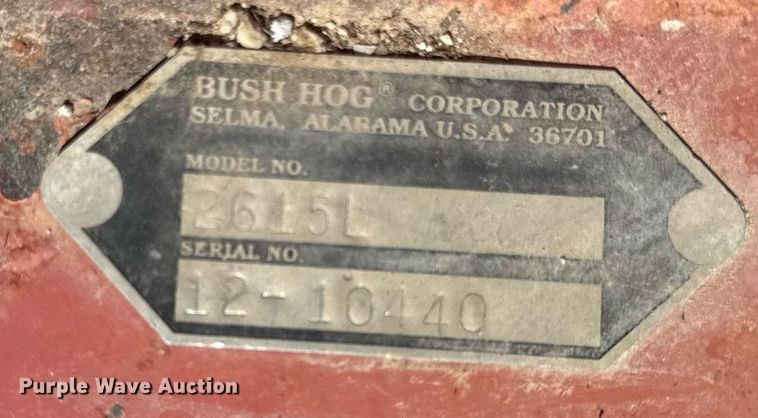 BUSH HOG® CORPORATION
SELMA, ALABAMA U.S.A. 36701
MODEL NO.
2615L
SERIAL NO.
12-10440
Purple Wave Auction